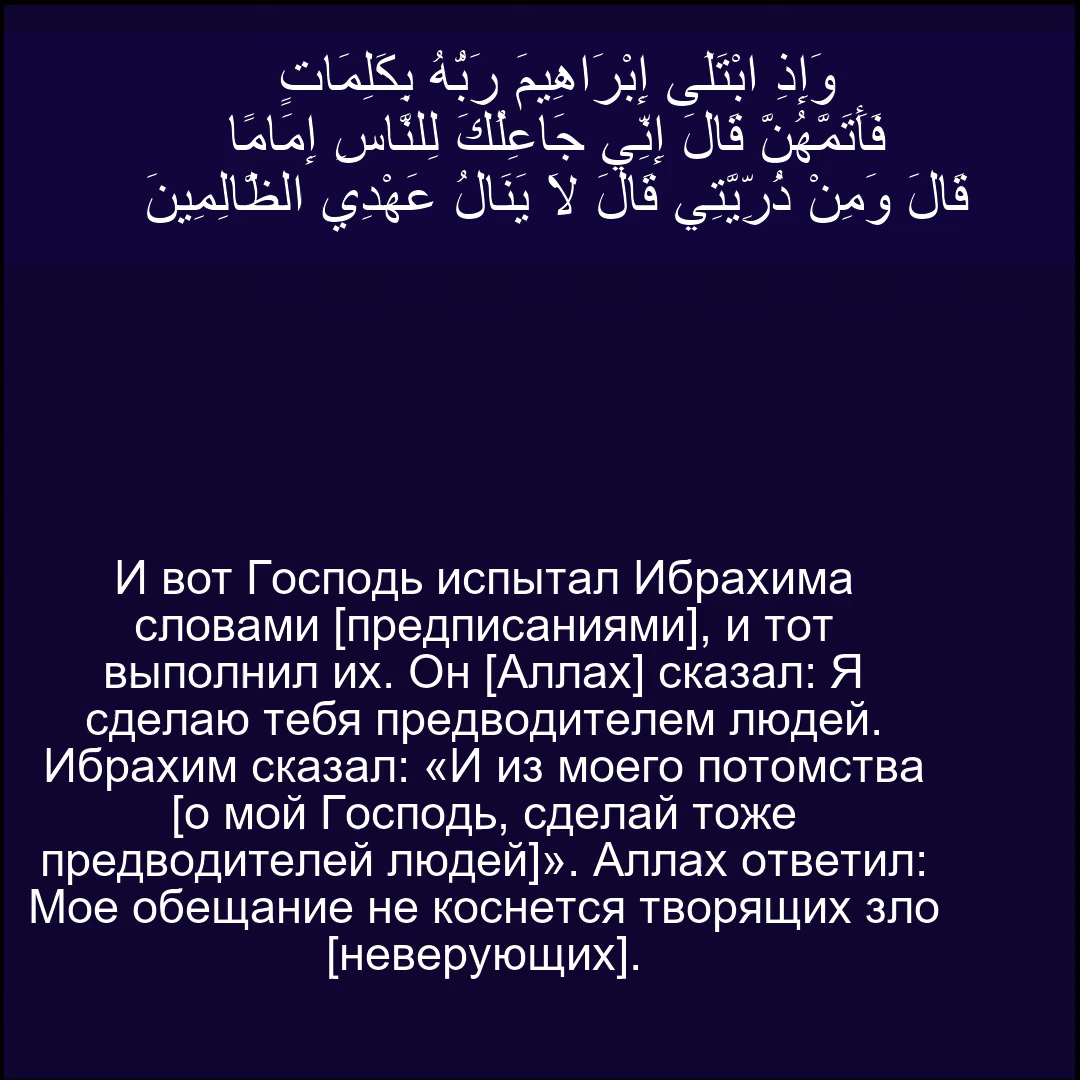 وَإِذِ ابْتَلَى إِبْرَاهِيمَ رَبُّهُ بِكَلِمَاتٍ
فَأَتَمَّهُنَّ قَالَ إِنِّي جَاعِلُكَ لِلنَّاسِ إِمَامًا
قَالَ وَمِنْ ذُرِّيَّتِي قَالَ لَا يَنَالُ عَهْدِي الظَّالِمِينَ
И вот Господь испытал Ибрахима
словами [предписаниями], и тот
выполнил их. Он [Аллах] сказал: Я
сделаю тебя предводителем людей.
Ибрахим сказал: «И из моего потомства
[о мой Господь, сделай тоже
предводителей людей]». Аллах ответил:
Мое обещание не коснется творящих зло
[неверующих].